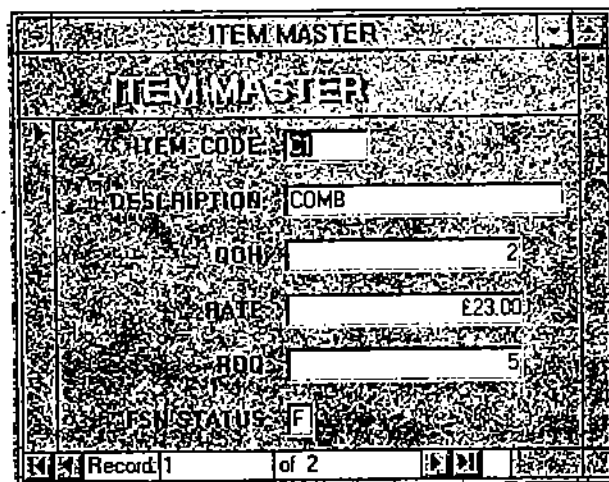 ITEM MASTER
ITEM MASTER
ITEM CODE
DESCRIPTION COMB
QOH 2
RATE £23.00
ROQ 5
FSN STATUS F
Record: 1 of 2